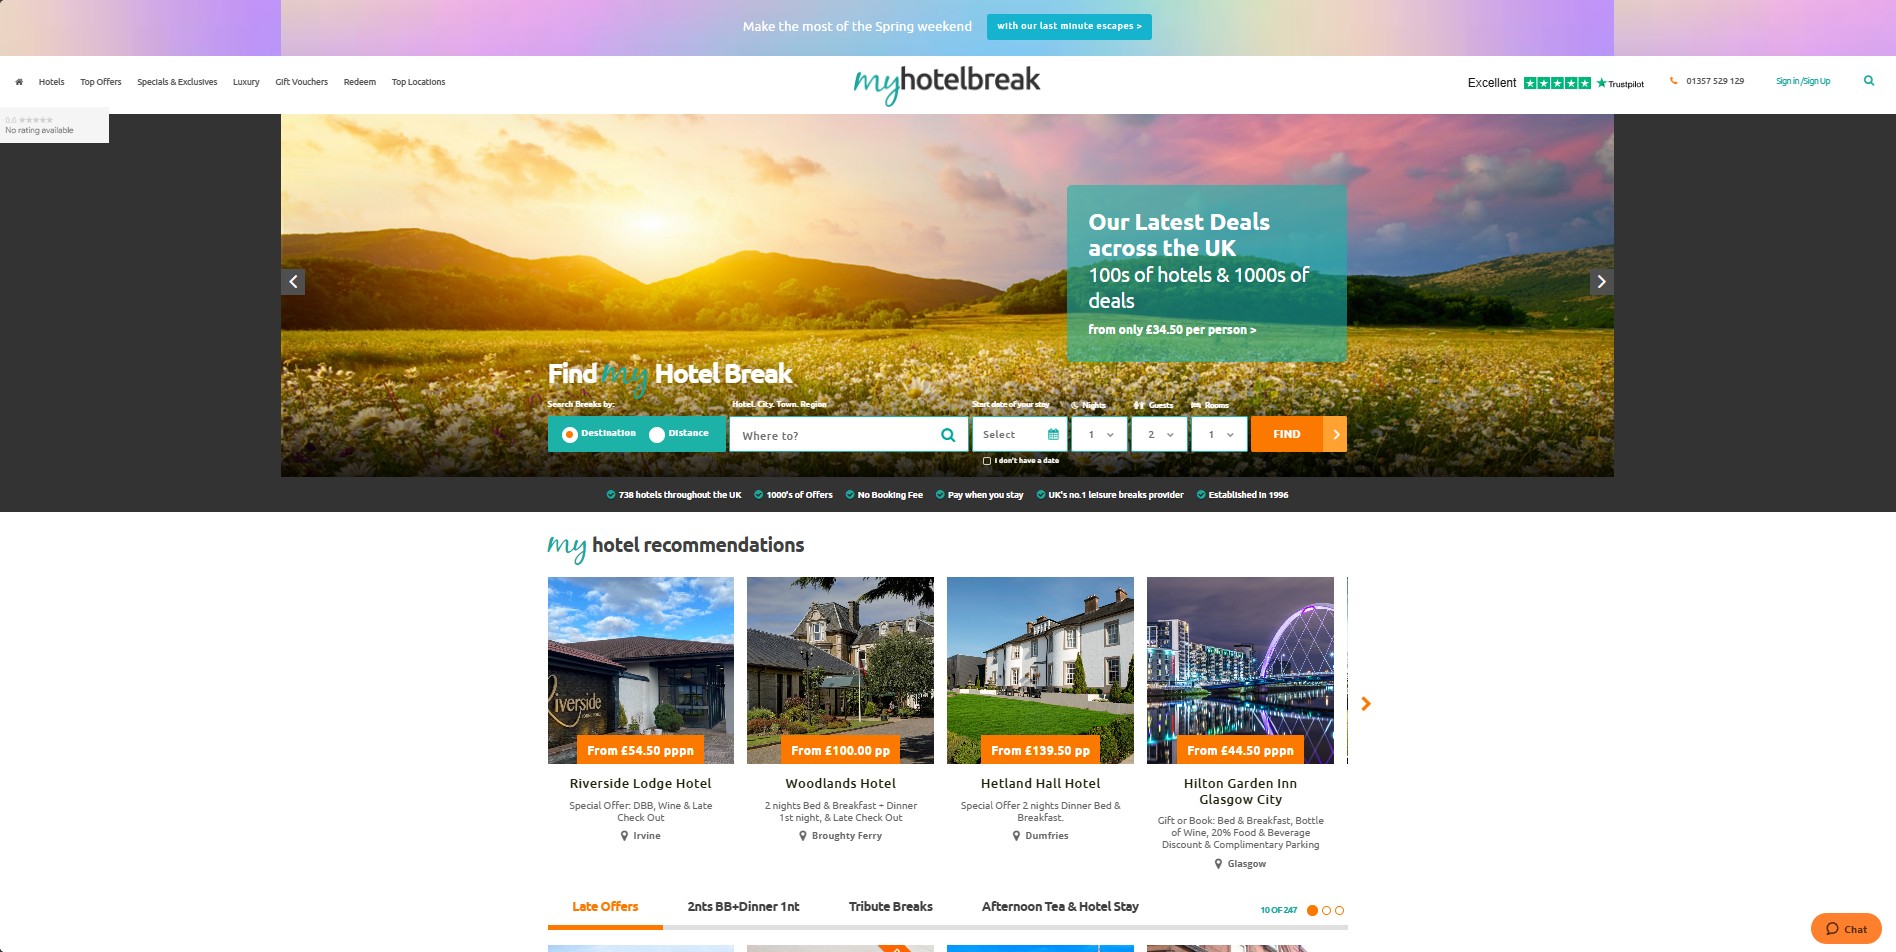 Make the most of the Spring weekend
with our last minute escapes >
Hotels Top Offers Specials & Exclusives Luxury Gift Vouchers Redeem Top Locations
myhotelbreak
Excellent Trustpilot
01357 529 129
Sign in /Sign Up
0.0
No rating available
Our Latest Deals
across the UK
100s of hotels & 1000s of
deals
from only £34.50 per person >
Find my Hotel Break
Search Breaks by:
Hotel, City, Town, Region
Start date of your stay
Nights
Guests
Rooms
Destination
Distance
Where to?
Select
1
2
1
FIND
I don't have a date
738 hotels throughout the UK 1000's of Offers No Booking Fee Pay when you stay UK's no.1 leisure breaks provider Established in 1996
my hotel recommendations
Riverside
From £54.50 pppn
Riverside Lodge Hotel
Special Offer: DBB, Wine & Late
Check Out
Irvine
From £100.00 pp
Woodlands Hotel
2 nights Bed & Breakfast + Dinner
1st night, & Late Check Out
Broughty Ferry
From £139.50 pp
Hetland Hall Hotel
Special Offer 2 nights Dinner Bed &
Breakfast.
Dumfries
From £44.50 pppn
Hilton Garden Inn
Glasgow City
Gift or Book: Bed & Breakfast, Bottle
of Wine, 20% Food & Beverage
Discount & Complimentary Parking
Glasgow
Late Offers
2nts BB+Dinner 1nt
Tribute Breaks
Afternoon Tea & Hotel Stay
10 OF 247
Chat